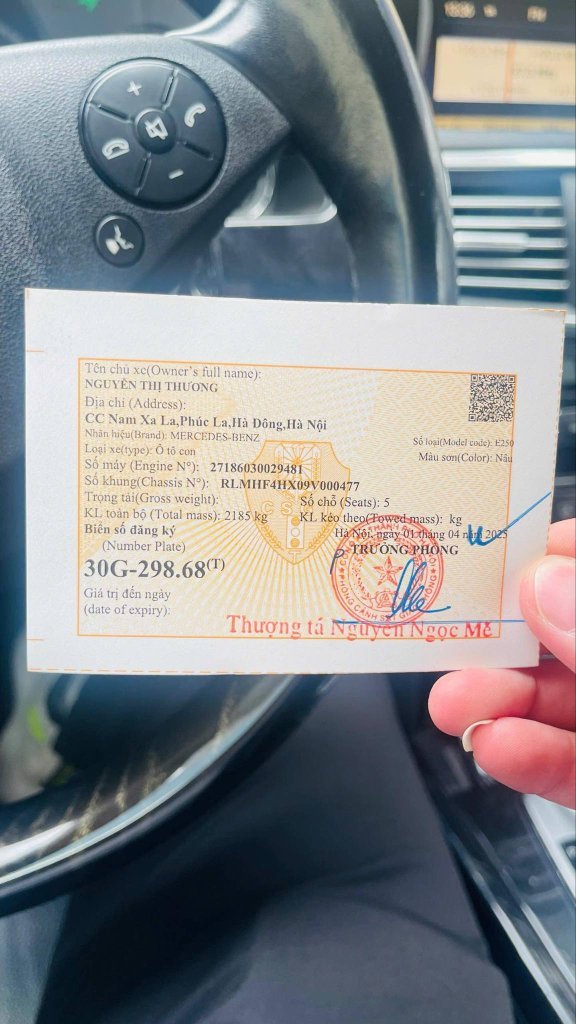 Tên chủ xe(Owner's full name):
NGUYỄN THỊ THƯƠNG
Địa chỉ (Address):
CC Nam Xa La,Phúc La,Hà Đông,Hà Nội
Nhãn hiệu(Brand): MERCEDES-BENZ
Số loại(Model code): E250
Loại xe(type): Ô tô con
Màu sơn(Color): Nâu
Số máy (Engine N°): 27186030029481
Số khung(Chassis N°): RLMHF4HX09V000477
Trọng tải(Gross weight):
Số chỗ (Seats): 5
KL toàn bộ (Total mass): 2185 kg
KL kéo theo(Towed mass): kg
Biển số đăng ký
Hà Nội, ngày 01 tháng 04 năm 2025
(Number Plate)
TRƯỞNG PHÒNG
30G-298.68(T)
Giá trị đến ngày
(date of expiry):
Thượng tá Nguyễn Ngọc Mễ